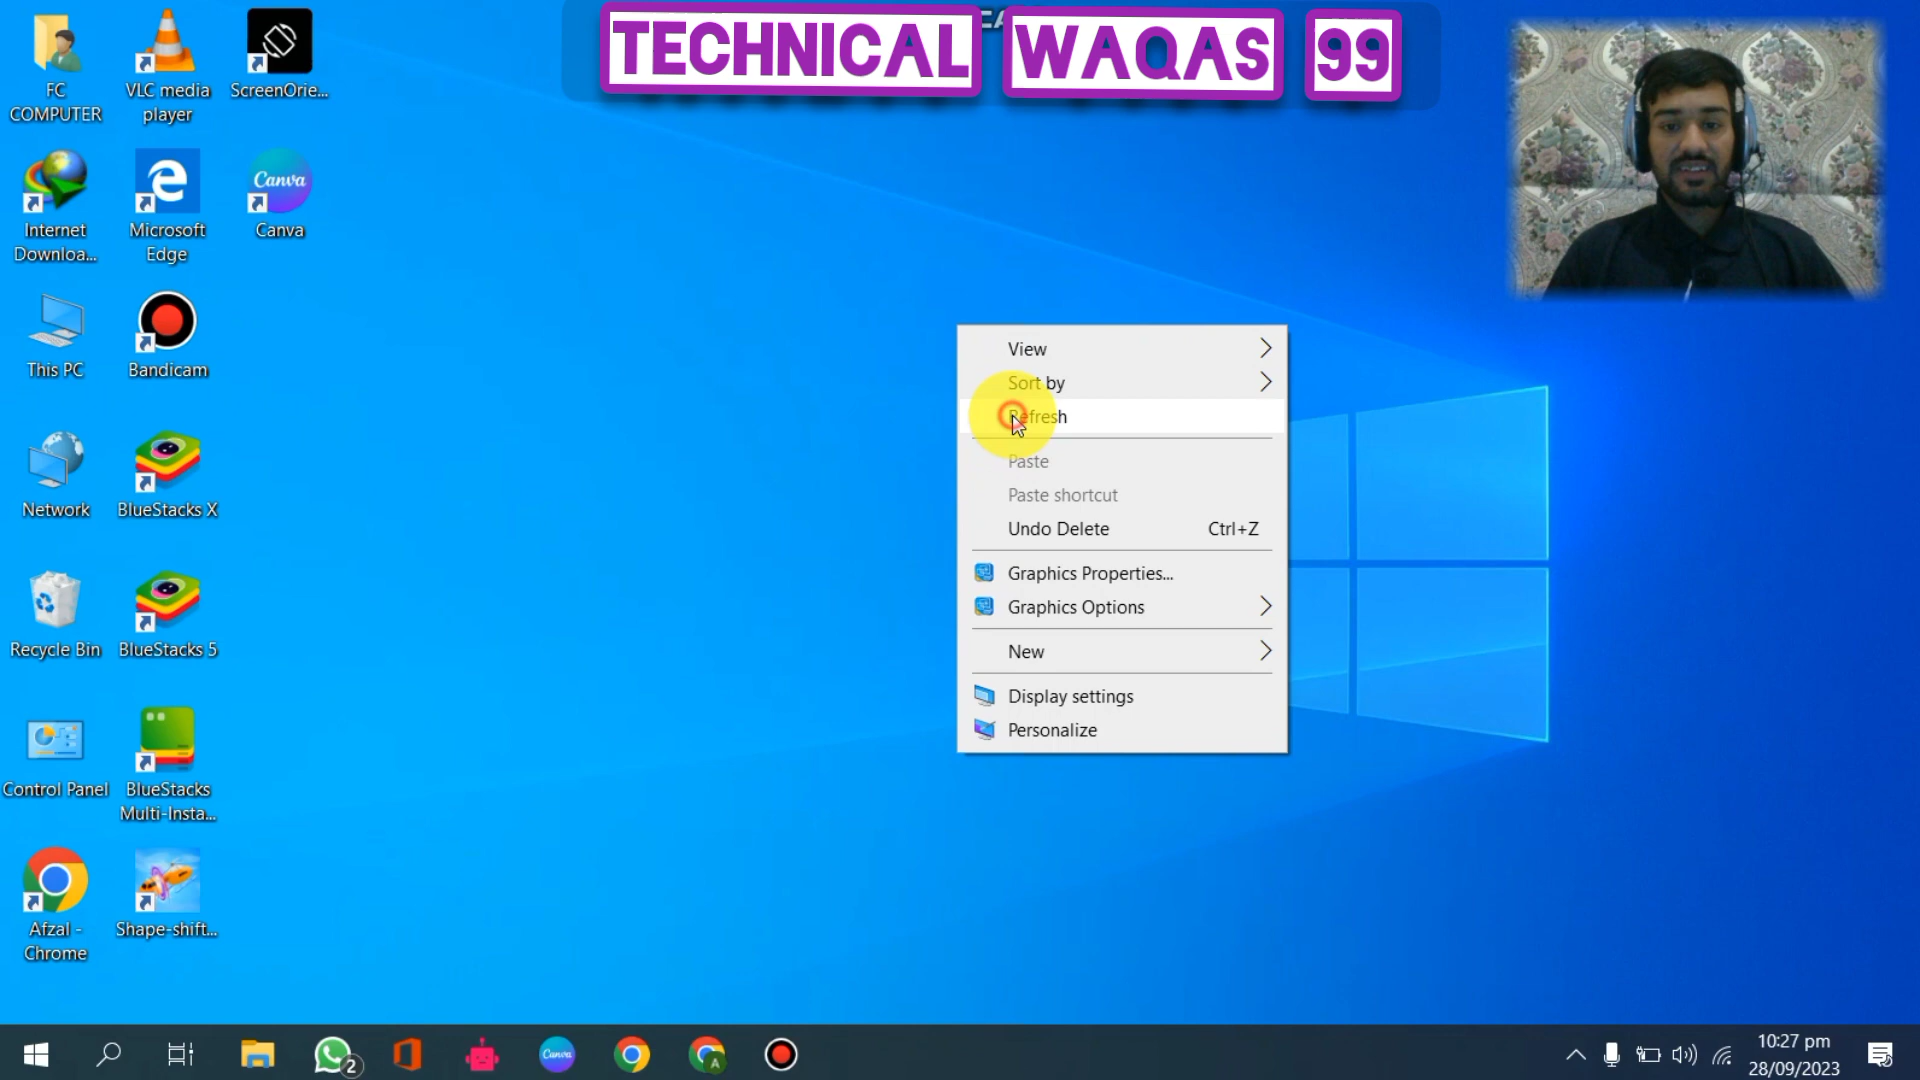 TECHNICAL WAQAS 99
FC
COMPUTER
VLC media
player
ScreenOrie...
Internet
Downloa...
Microsoft
Edge
Canva
Canva
This PC
Bandicam
Network
BlueStacks X
Recycle Bin
BlueStacks 5
Control Panel
BlueStacks
Multi-Insta...
Afzal -
Chrome
Shape-shift...
View
Sort by
Refresh
Paste
Paste shortcut
Undo Delete Ctrl+Z
Graphics Properties...
Graphics Options
New
Display settings
Personalize
2
Canva
A
10:27 pm
28/09/2023